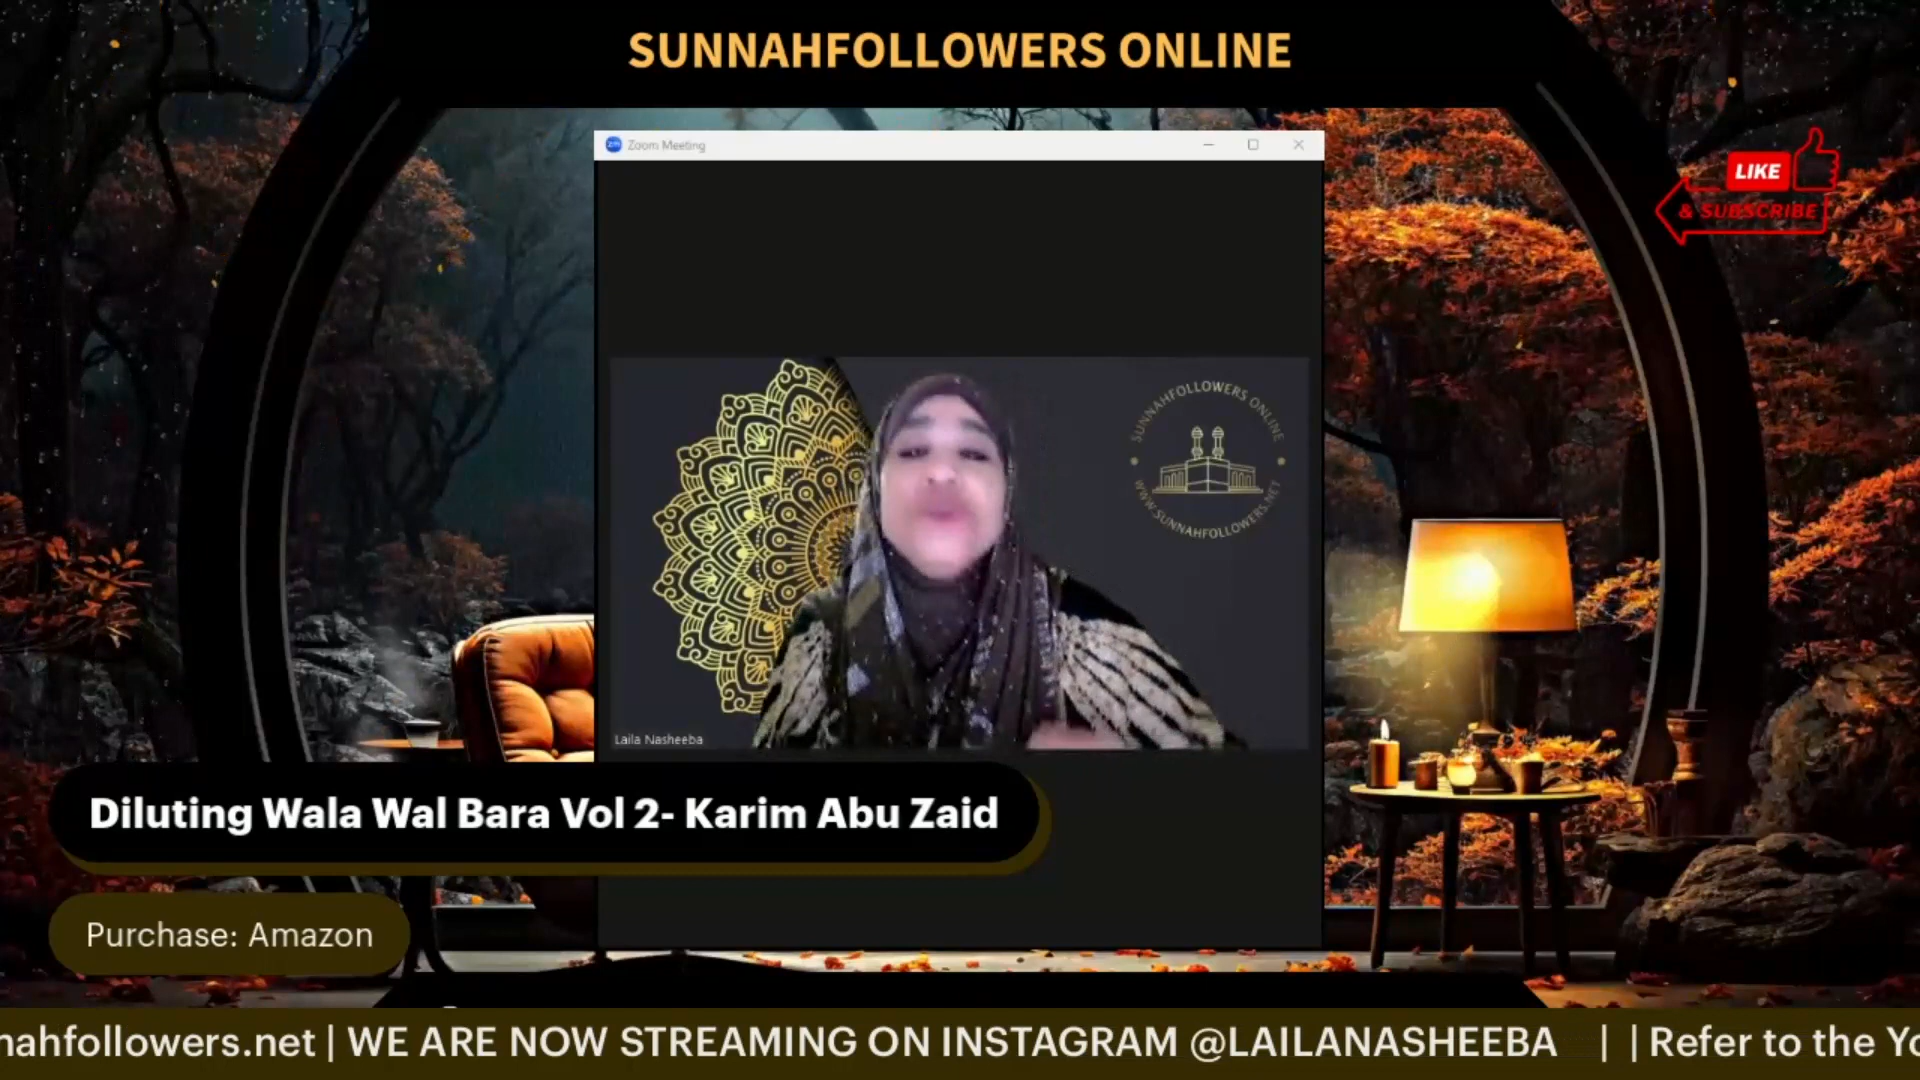 SUNNAHFOLLOWERS ONLINE
Zoom Meeting
LIKE
& SUBSCRIBE
SUNNAHFOLLOWERS ONLINE
WWW.SUNNAHFOLLOWERS.NET
Laila Nasheeba
Diluting Wala Wal Bara Vol 2- Karim Abu Zaid
Purchase: Amazon
nahfollowers.net | WE ARE NOW STREAMING ON INSTAGRAM @LAILANASHEEBA | | Refer to the Yo